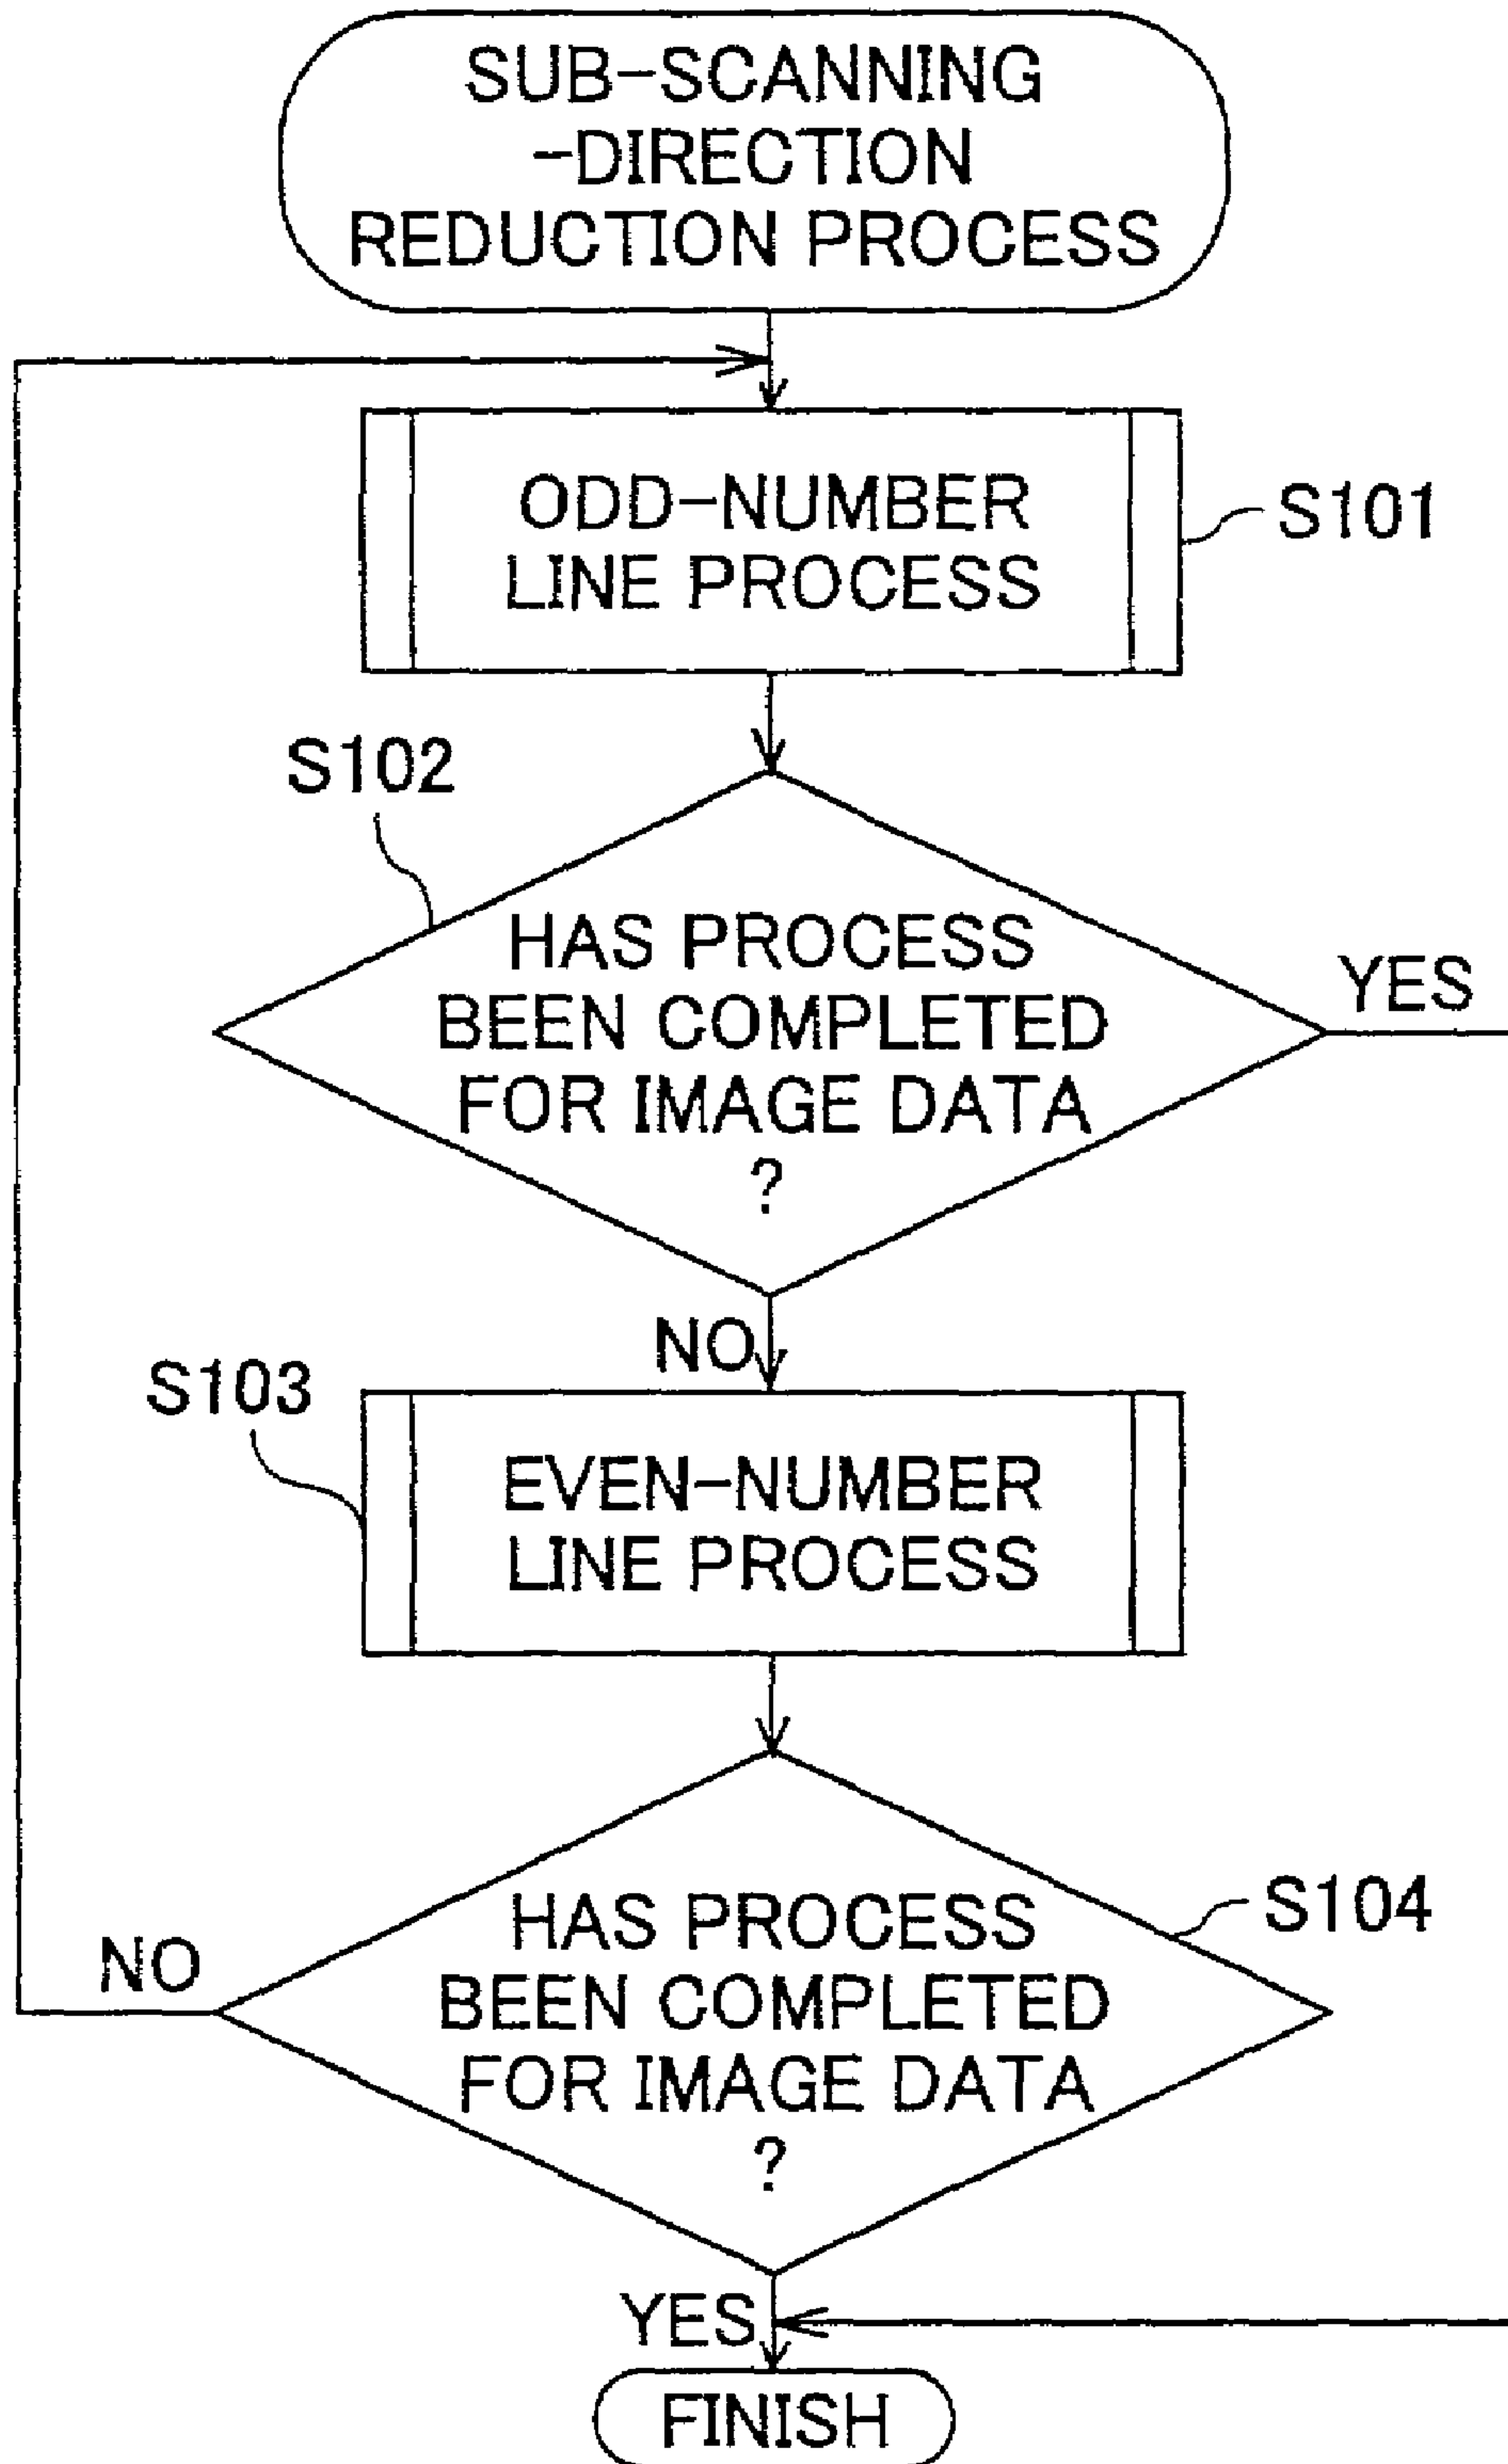 SUB-SCANNING
-DIRECTION
REDUCTION PROCESS
ODD-NUMBER
LINE PROCESS
S101
S102
HAS PROCESS
BEEN COMPLETED
FOR IMAGE DATA
?
YES
NO
S103
EVEN-NUMBER
LINE PROCESS
S104
HAS PROCESS
BEEN COMPLETED
FOR IMAGE DATA
?
NO
YES
FINISH